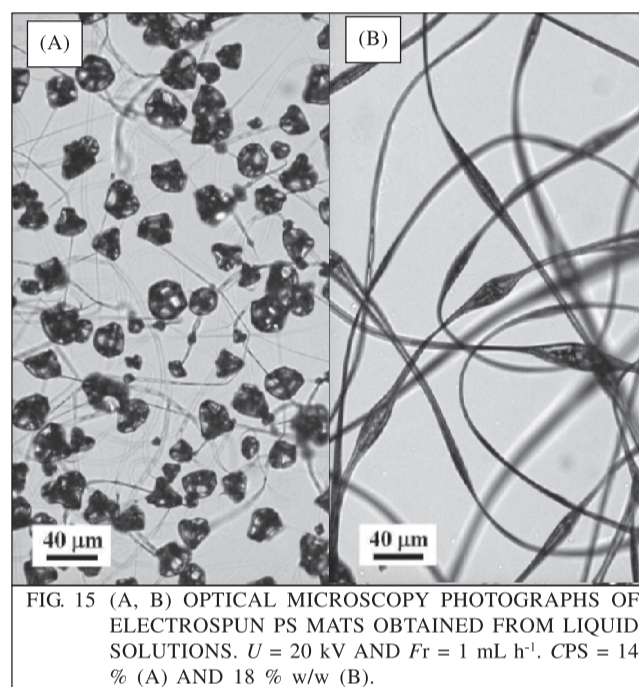 (A)
(B)
40 µm
40 µm
FIG. 15 (A, B) OPTICAL MICROSCOPY PHOTOGRAPHS OF
ELECTROSPUN PS MATS OBTAINED FROM LIQUID
SOLUTIONS. U = 20 kV AND Fr = 1 mL h⁻¹. CPS = 14
% (A) AND 18 % w/w (B).